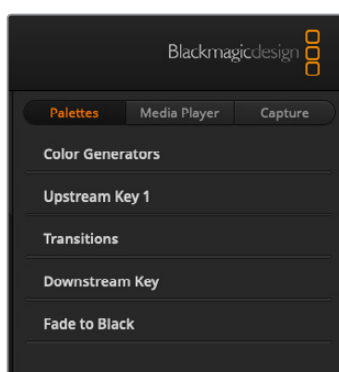 Blackmagicdesign
Palettes Media Player Capture
Color Generators
Upstream Key 1
Transitions
Downstream Key
Fade to Black